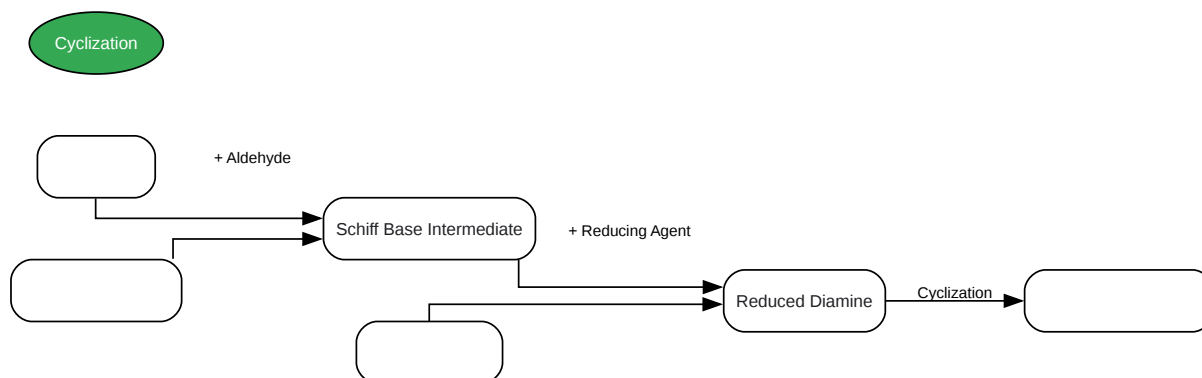 Cyclization
+ Aldehyde
Schiff Base Intermediate
+ Reducing Agent
Reduced Diamine
Cyclization